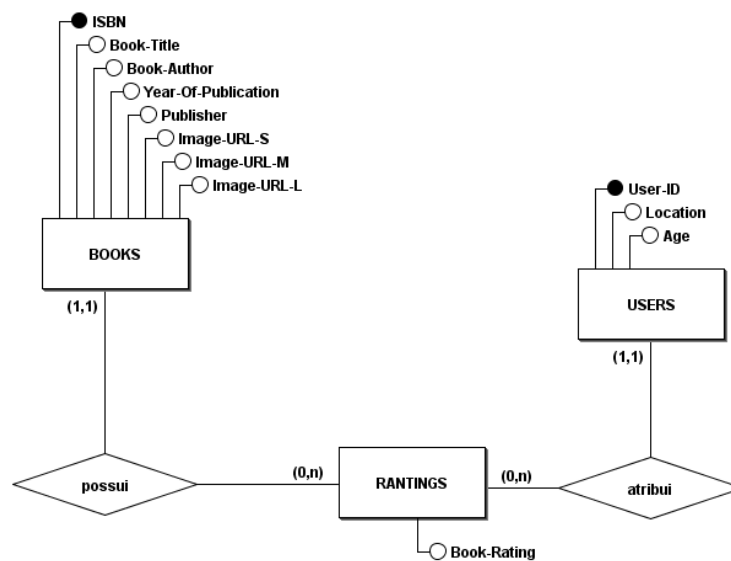 ISBN
Book-Title
Book-Author
Year-Of-Publication
Publisher
Image-URL-S
Image-URL-M
Image-URL-L
BOOKS
(1,1)
User-ID
Location
Age
USERS
(1,1)
possui
(0,n)
RANTINGS
(0,n)
atribui
Book-Rating